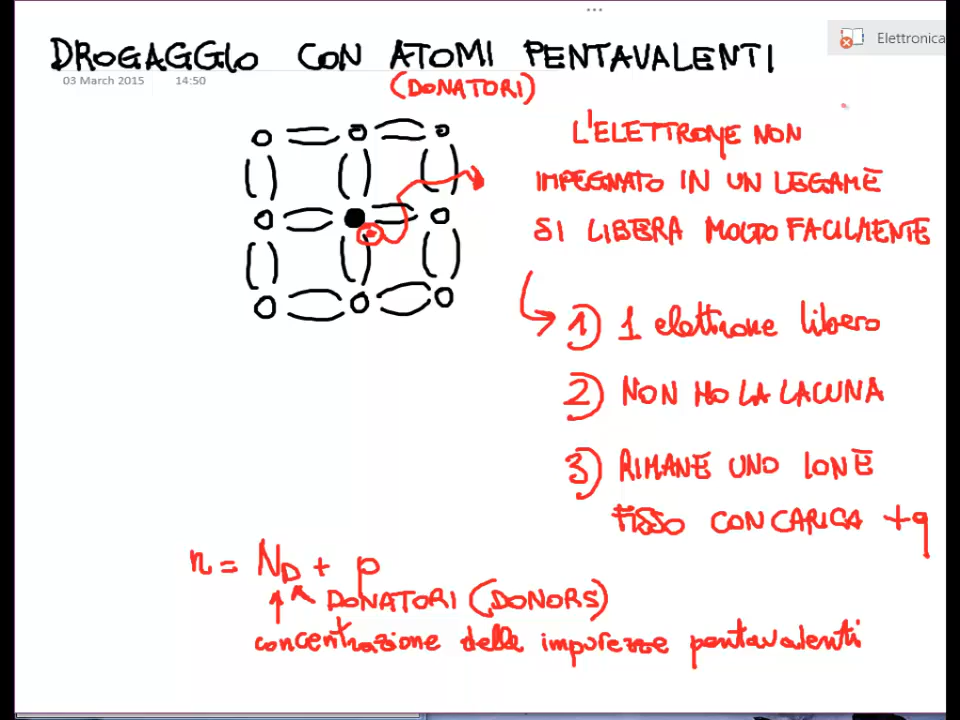 Elettronica
DROGAGGIO CON ATOMI PENTAVALENTI
03 March 2015 14:50
(DONATORI)
L'ELETTRONE NON
IMPEGNATO IN UN LEGAME
SI LIBERA MOLTO FACILMENTE
1) 1 elettrone libero
2) NON HO LA LACUNA
3) RIMANE UNO IONE
FISSO CON CARICA +q
n = ND + p
DONATORI (DONORS)
concentrazione delle impurezze pentavalenti